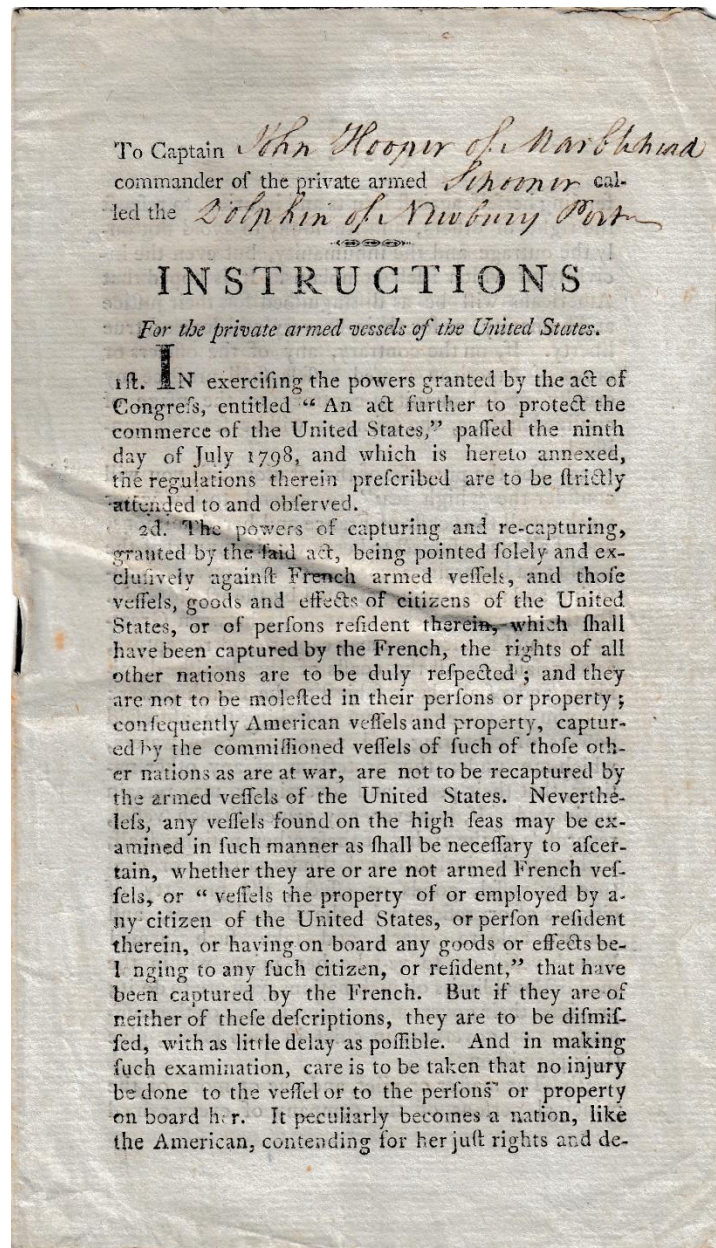 To Captain John Hooper of Marblehead
commander of the private armed Schooner cal-
led the Dolphin of Newbury Port
INSTRUCTIONS
For the private armed vessels of the United States.
1ſt. IN exerciſing the powers granted by the act of
Congreſs, entitled “ An act further to protect the
commerce of the United States,” paſſed the ninth
day of July 1798, and which is hereto annexed,
the regulations therein preſcribed are to be ſtrictly
attended to and obſerved.
2d. The powers of capturing and re-capturing,
granted by the ſaid act, being pointed ſolely and ex-
cluſively againſt French armed veſſels, and thoſe
veſſels, goods and effects of citizens of the United
States, or of perſons reſident therein, which ſhall
have been captured by the French, the rights of all
other nations are to be duly reſpected ; and they
are not to be moleſted in their perſons or property ;
conſequently American veſſels and property, captur-
ed by the commiſſioned veſſels of ſuch of thoſe oth-
er nations as are at war, are not to be recaptured by
the armed veſſels of the United States. Neverthe-
leſs, any veſſels found on the high ſeas may be ex-
amined in ſuch manner as ſhall be neceſſary to aſcer-
tain, whether they are or are not armed French veſ-
ſels, or “ veſſels the property of or employed by a-
ny citizen of the United States, or perſon reſident
therein, or having on board any goods or effects be-
l nging to any ſuch citizen, or reſident,” that have
been captured by the French. But if they are of
neither of theſe deſcriptions, they are to be diſmiſ-
ſed, with as little delay as poſſible. And in making
ſuch examination, care is to be taken that no injury
be done to the veſſel or to the perſons or property
on board her. It peculiarly becomes a nation, like
the American, contending for her juſt rights and de-